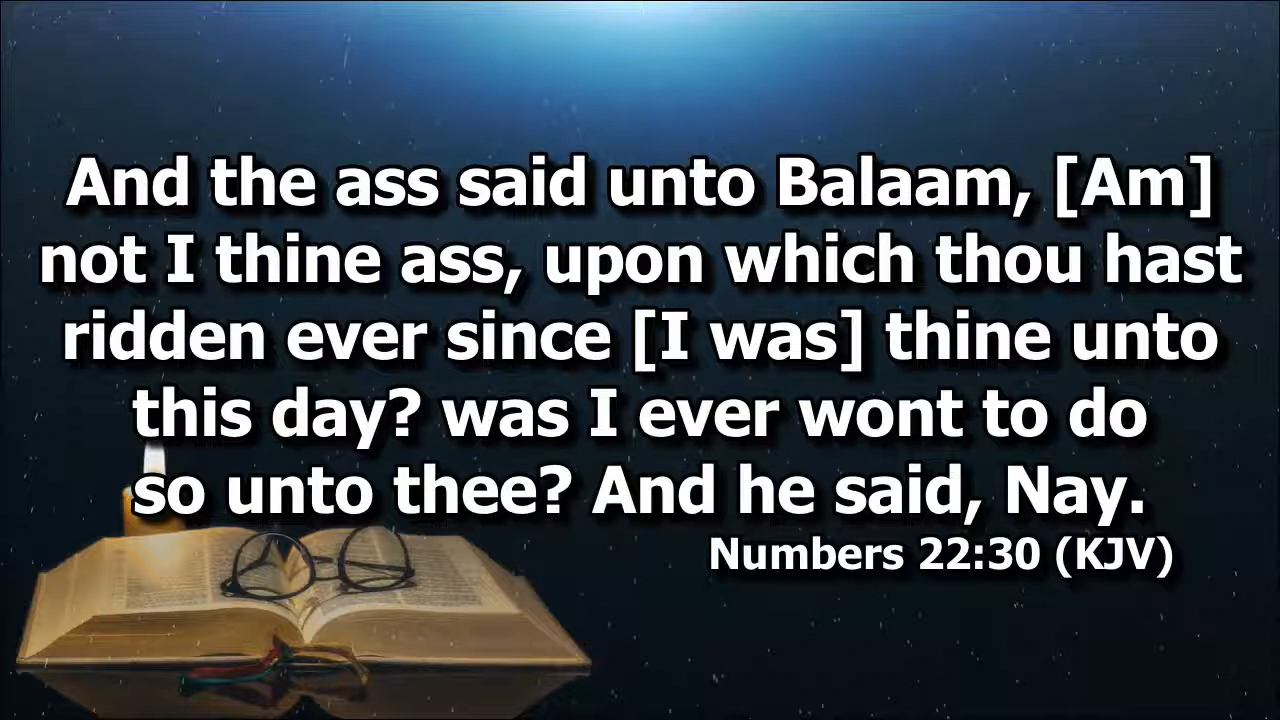 And the ass said unto Balaam, [Am]
not I thine ass, upon which thou hast
ridden ever since [I was] thine unto
this day? was I ever wont to do
so unto thee? And he said, Nay.
Numbers 22:30 (KJV)